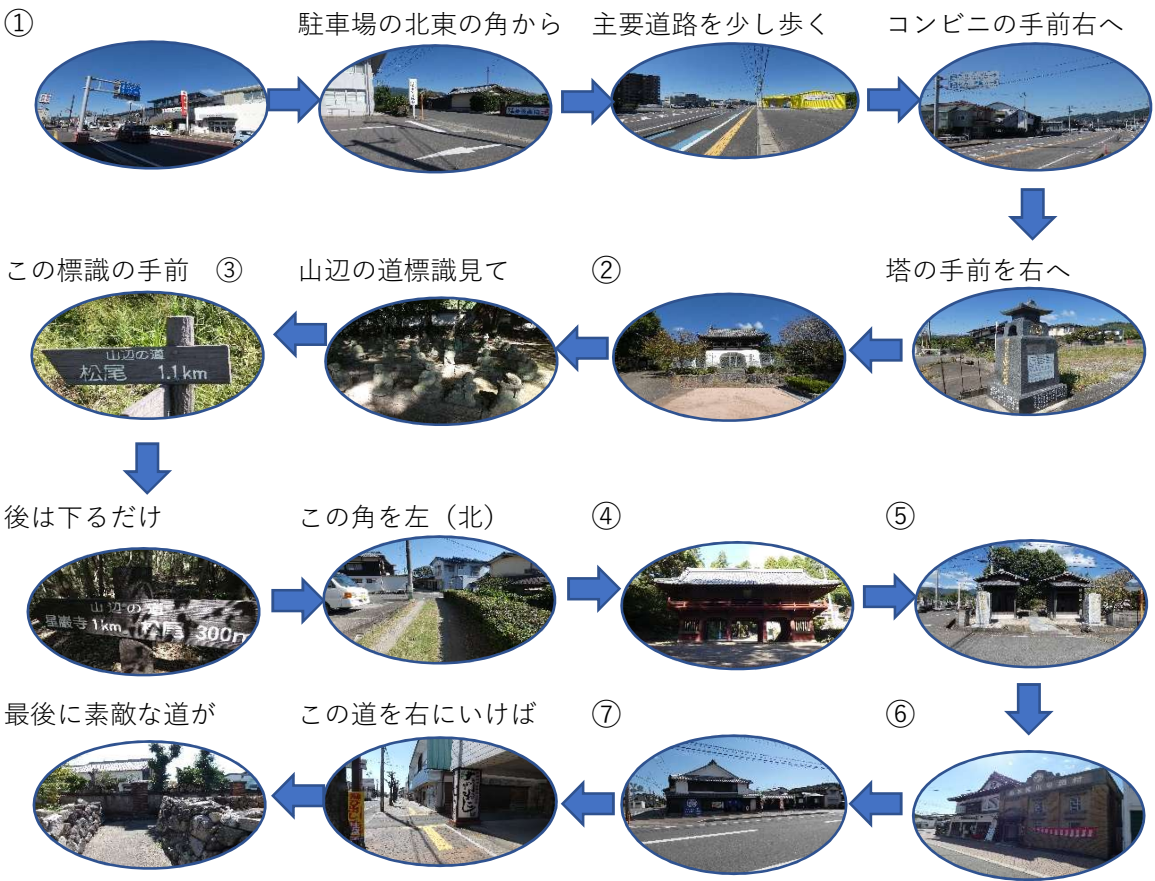 ①
駐車場の北東の角から
主要道路を少し歩く
コンビニの手前右へ
この標識の手前 ③
山辺の道標識見て
②
塔の手前を右へ
山辺の道
松尾 1.1km
後は下るだけ
この角を左（北）
④
⑤
山辺の道
星巌寺 1km 松尾 300m
最後に素敵な道が
この道を右にいけば
⑦
⑥